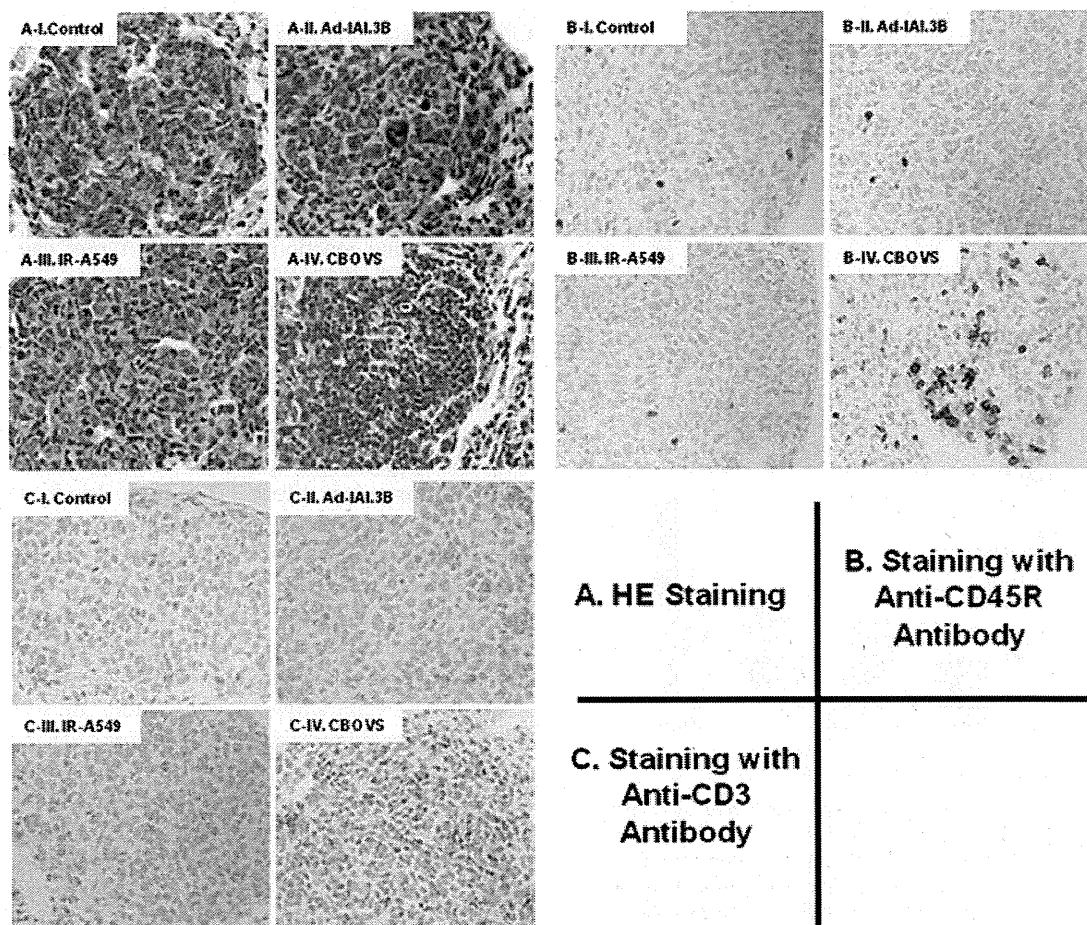 A-I.Control
A-II. Ad-IAI.3B
B-I. Control
B-II. Ad-IAI.3B
A-III. IR-A549
A-IV. CBOVS
B-III. IR-A549
B-IV. CBOVS
C-I. Control
C-II. Ad-IAI.3B
C-III. IR-A549
C-IV. CBOVS
A. HE Staining
B. Staining with
Anti-CD45R
Antibody
C. Staining with
Anti-CD3
Antibody